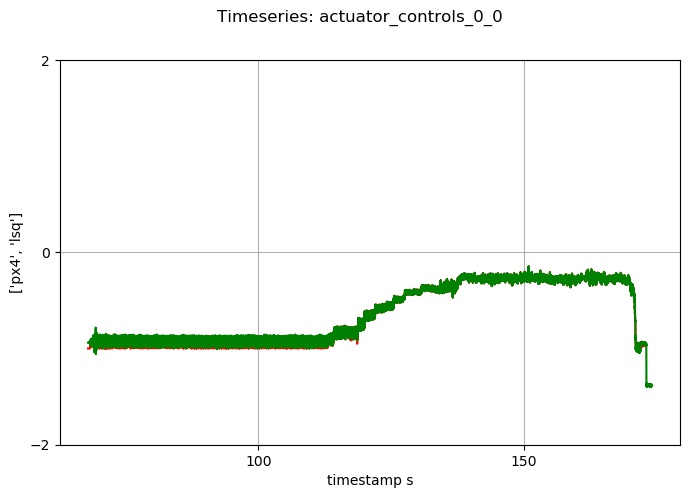 Timeseries: actuator_controls_0_0
2
0
−2
['px4', 'lsq']
100
150
timestamp s